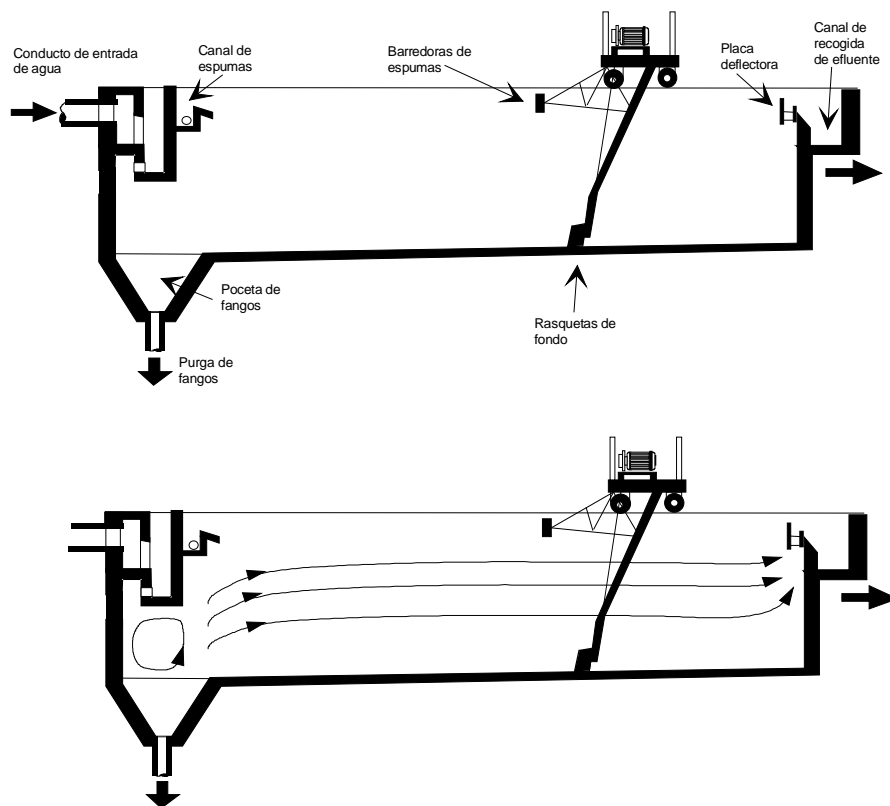 Conducto de entrada
de agua
Canal de
espumas
Barredoras de
espumas
Placa
deflectora
Canal de
recogida
de efluente
Poceta de
fangos
Rasquetas de
fondo
Purga de
fangos